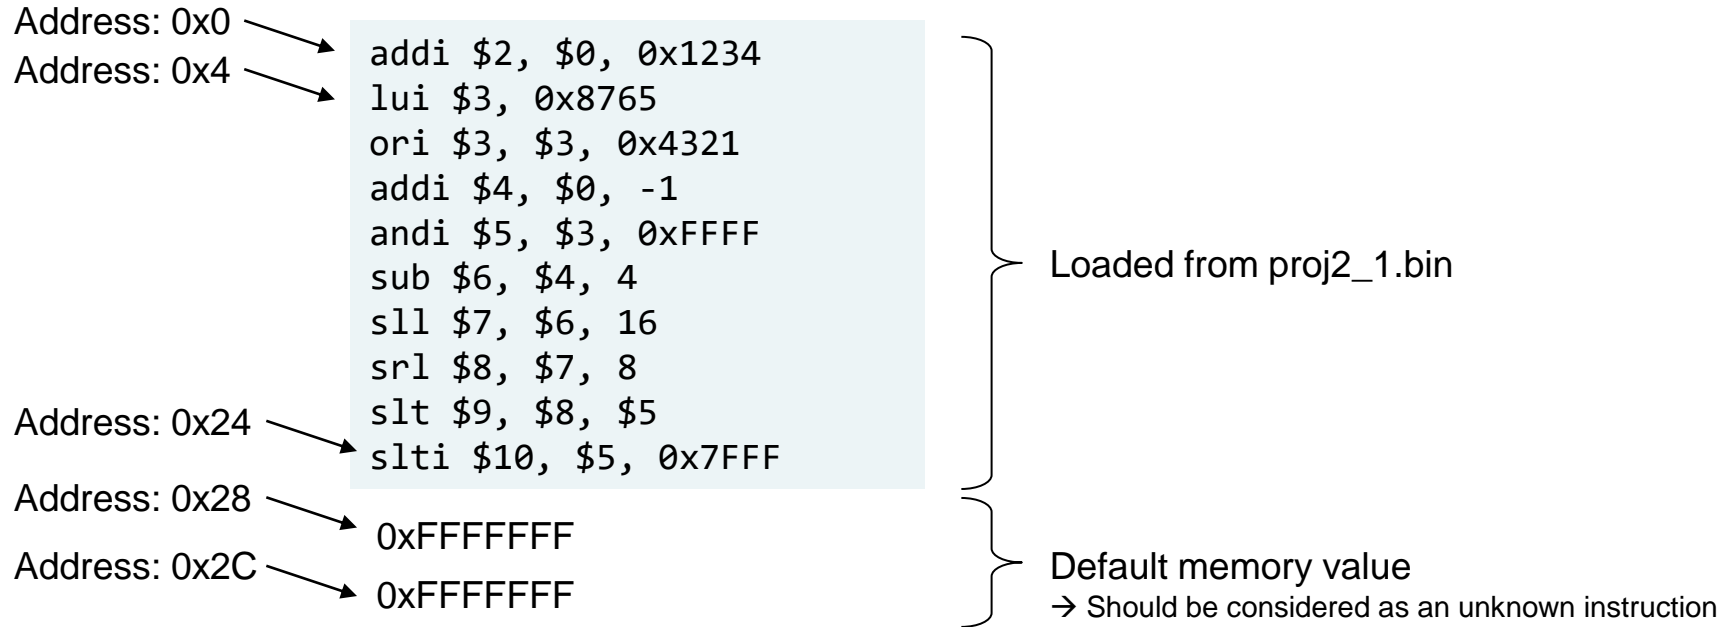 Address: 0x0
Address: 0x4
addi $2, $0, 0x1234
lui $3, 0x8765
ori $3, $3, 0x4321
addi $4, $0, -1
andi $5, $3, 0xFFFF
sub $6, $4, 4
sll $7, $6, 16
srl $8, $7, 8
slt $9, $8, $5
slti $10, $5, 0x7FFF
Loaded from proj2_1.bin
Address: 0x24
Address: 0x28
0xFFFFFFFF
Address: 0x2C
0xFFFFFFFF
Default memory value
→ Should be considered as an unknown instruction